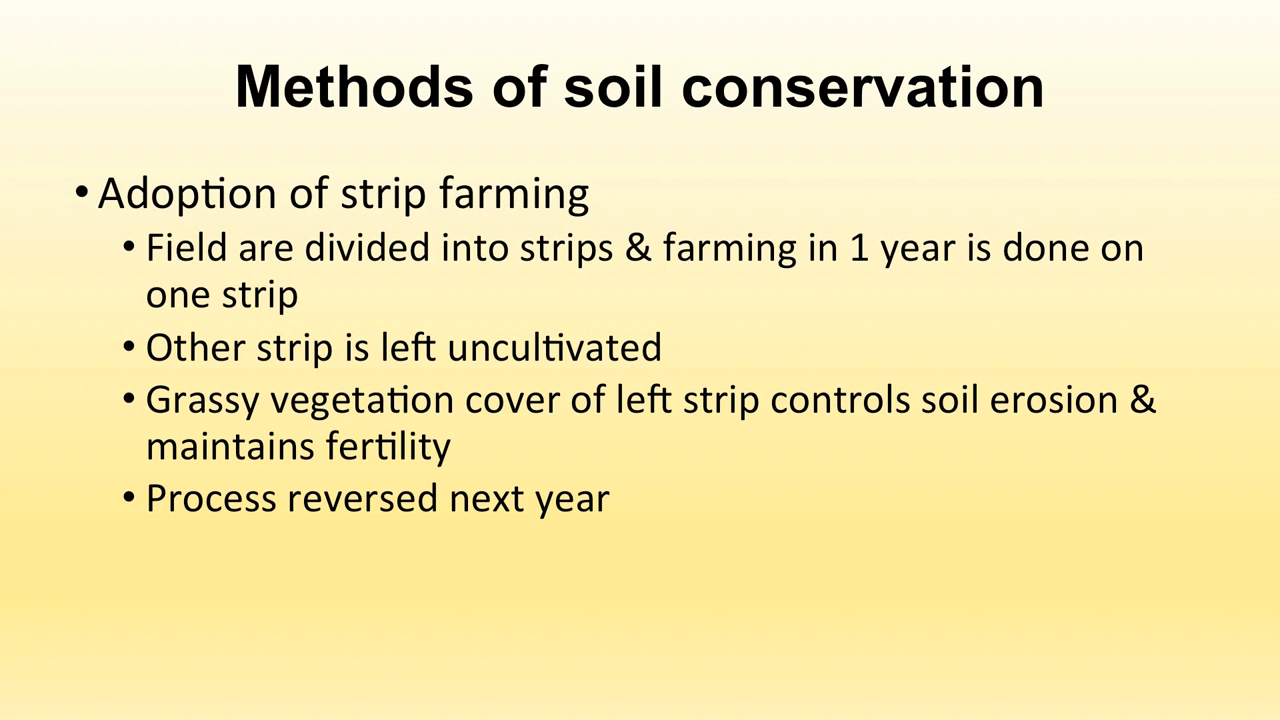 Methods of soil conservation
• Adoption of strip farming
• Field are divided into strips & farming in 1 year is done on
one strip
• Other strip is left uncultivated
• Grassy vegetation cover of left strip controls soil erosion &
maintains fertility
• Process reversed next year